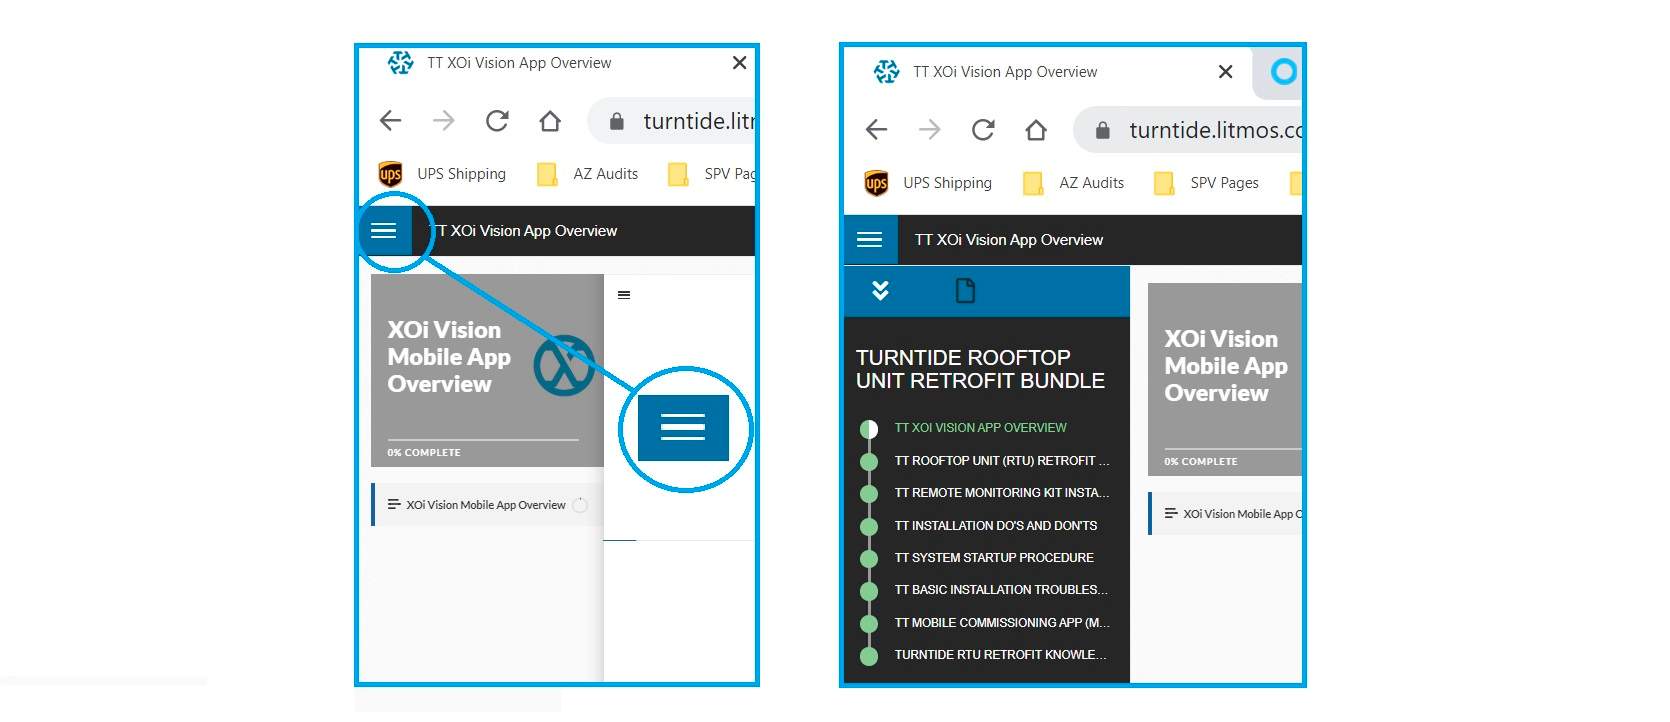 TT XOi Vision App Overview
turntide.lit
ups UPS Shipping AZ Audits SPV Pag
TT XOi Vision App Overview
XOi Vision
Mobile App
Overview
0% COMPLETE
XOi Vision Mobile App Overview
TT XOi Vision App Overview
turntide.litmos.co
ups UPS Shipping AZ Audits SPV Pages
TT XOi Vision App Overview
TURNTIDE ROOFTOP
UNIT RETROFIT BUNDLE
TT XOI VISION APP OVERVIEW
TT ROOFTOP UNIT (RTU) RETROFIT ...
TT REMOTE MONITORING KIT INSTA...
TT INSTALLATION DO'S AND DON'TS
TT SYSTEM STARTUP PROCEDURE
TT BASIC INSTALLATION TROUBLES...
TT MOBILE COMMISSIONING APP (M...
TURNTIDE RTU RETROFIT KNOWLE...
XOi Vision
Mobile App
Overview
0% COMPLETE
XOi Vision Mobile App O